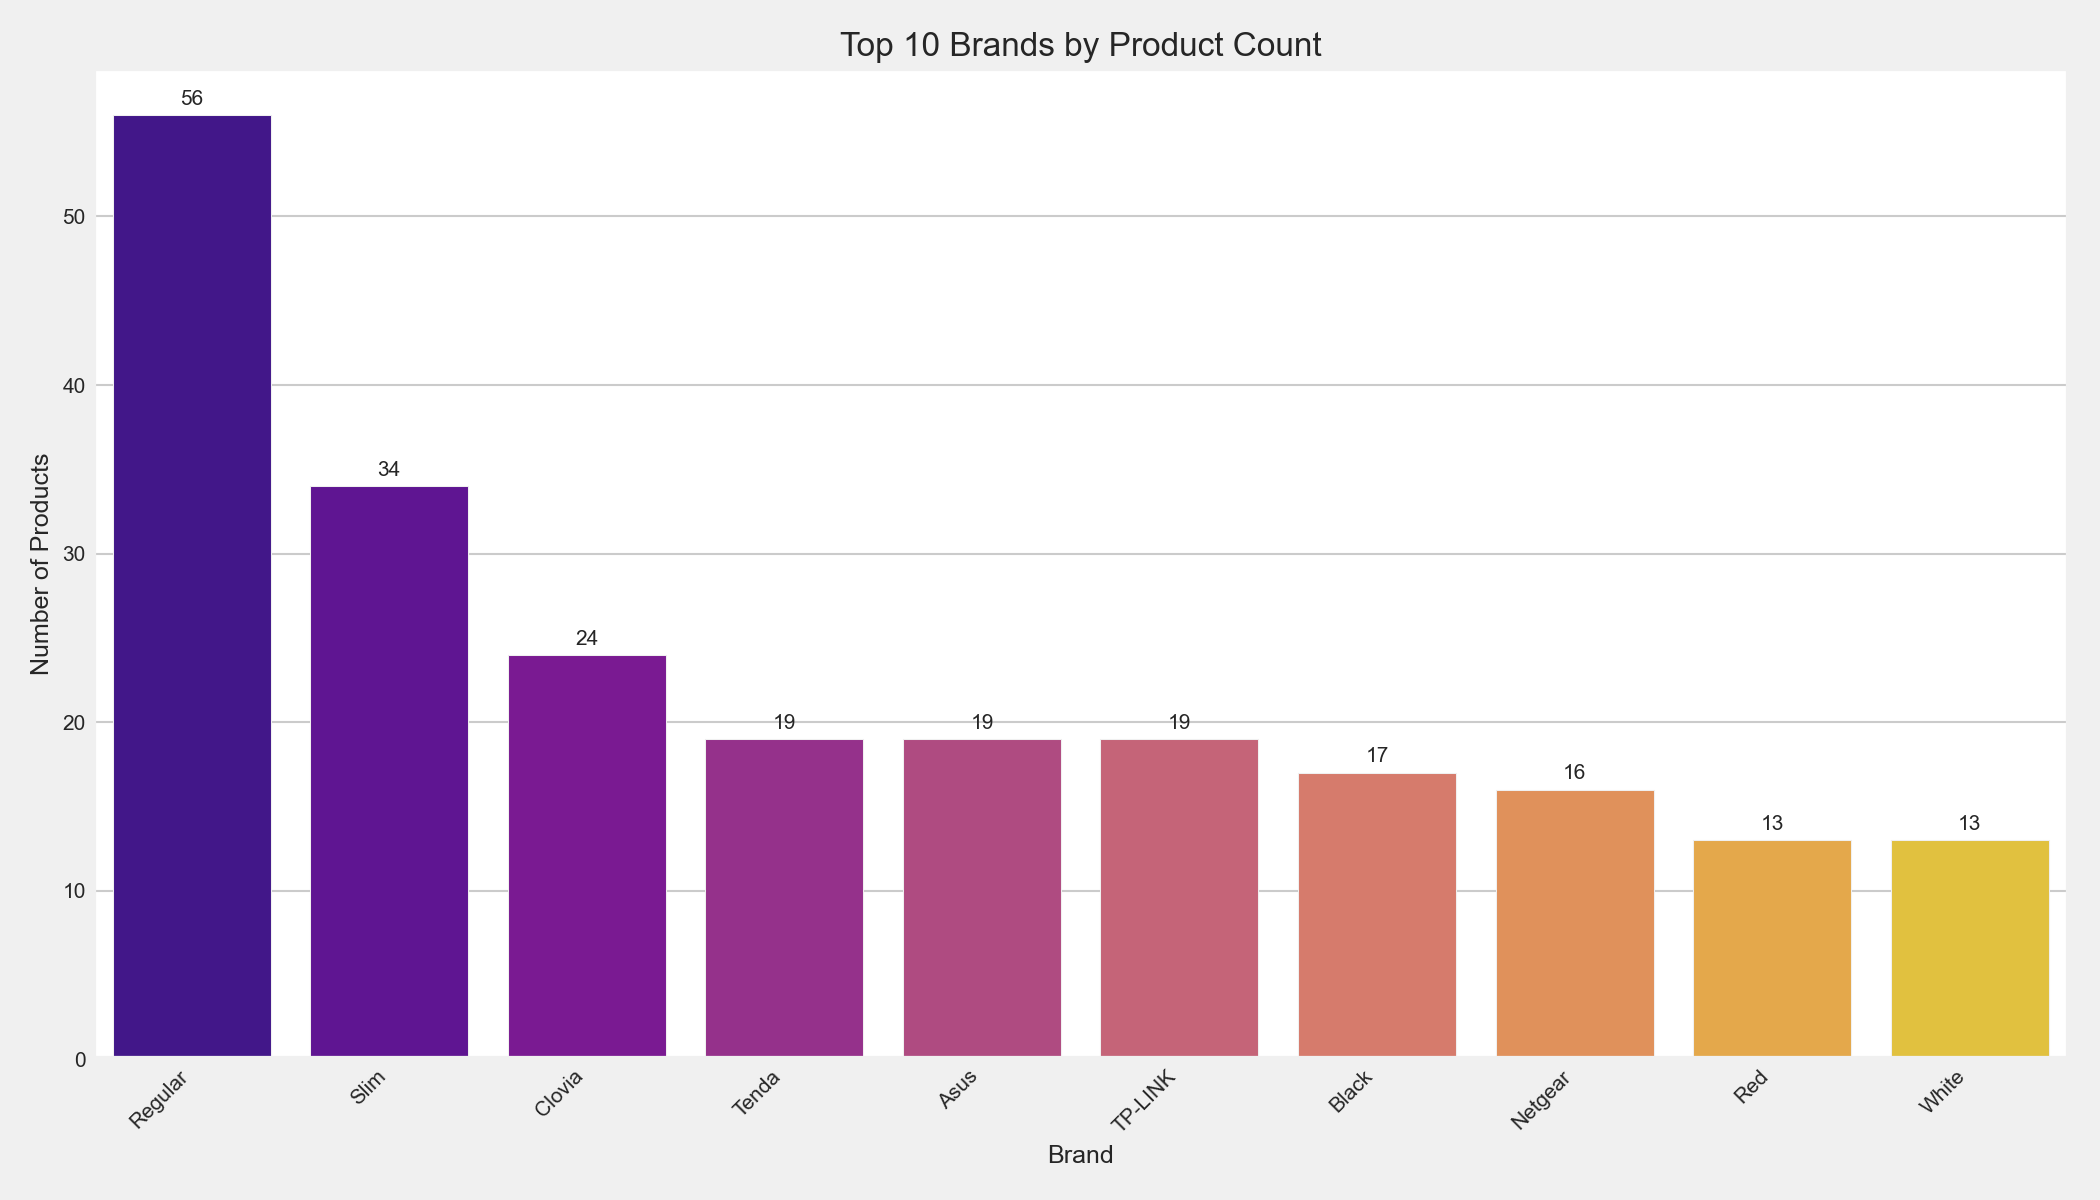 Top 10 Brands by Product Count
Number of Products
50
40
30
20
10
0
56
34
24
19
19
19
17
16
13
13
Regular
Slim
Clovia
Tenda
Asus
TP-LINK
Black
Netgear
Red
White
Brand